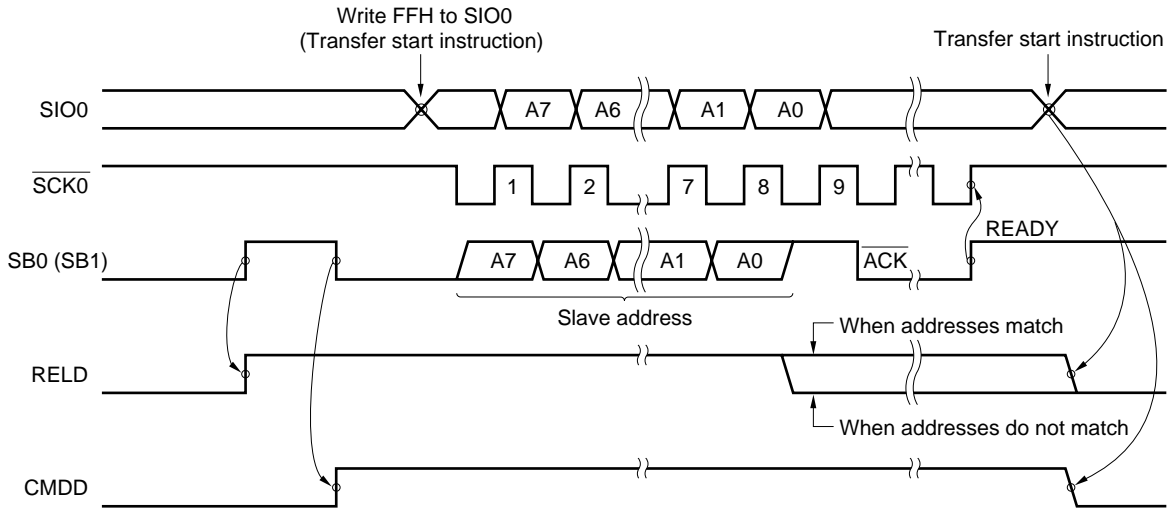 Write FFH to SIO0
(Transfer start instruction)
Transfer start instruction
SIO0 A7 A6 A1 A0
SCK0 1 2 7 8 9
READY
SB0 (SB1) A7 A6 A1 A0 ACK
Slave address
When addresses match
RELD
When addresses do not match
CMDD